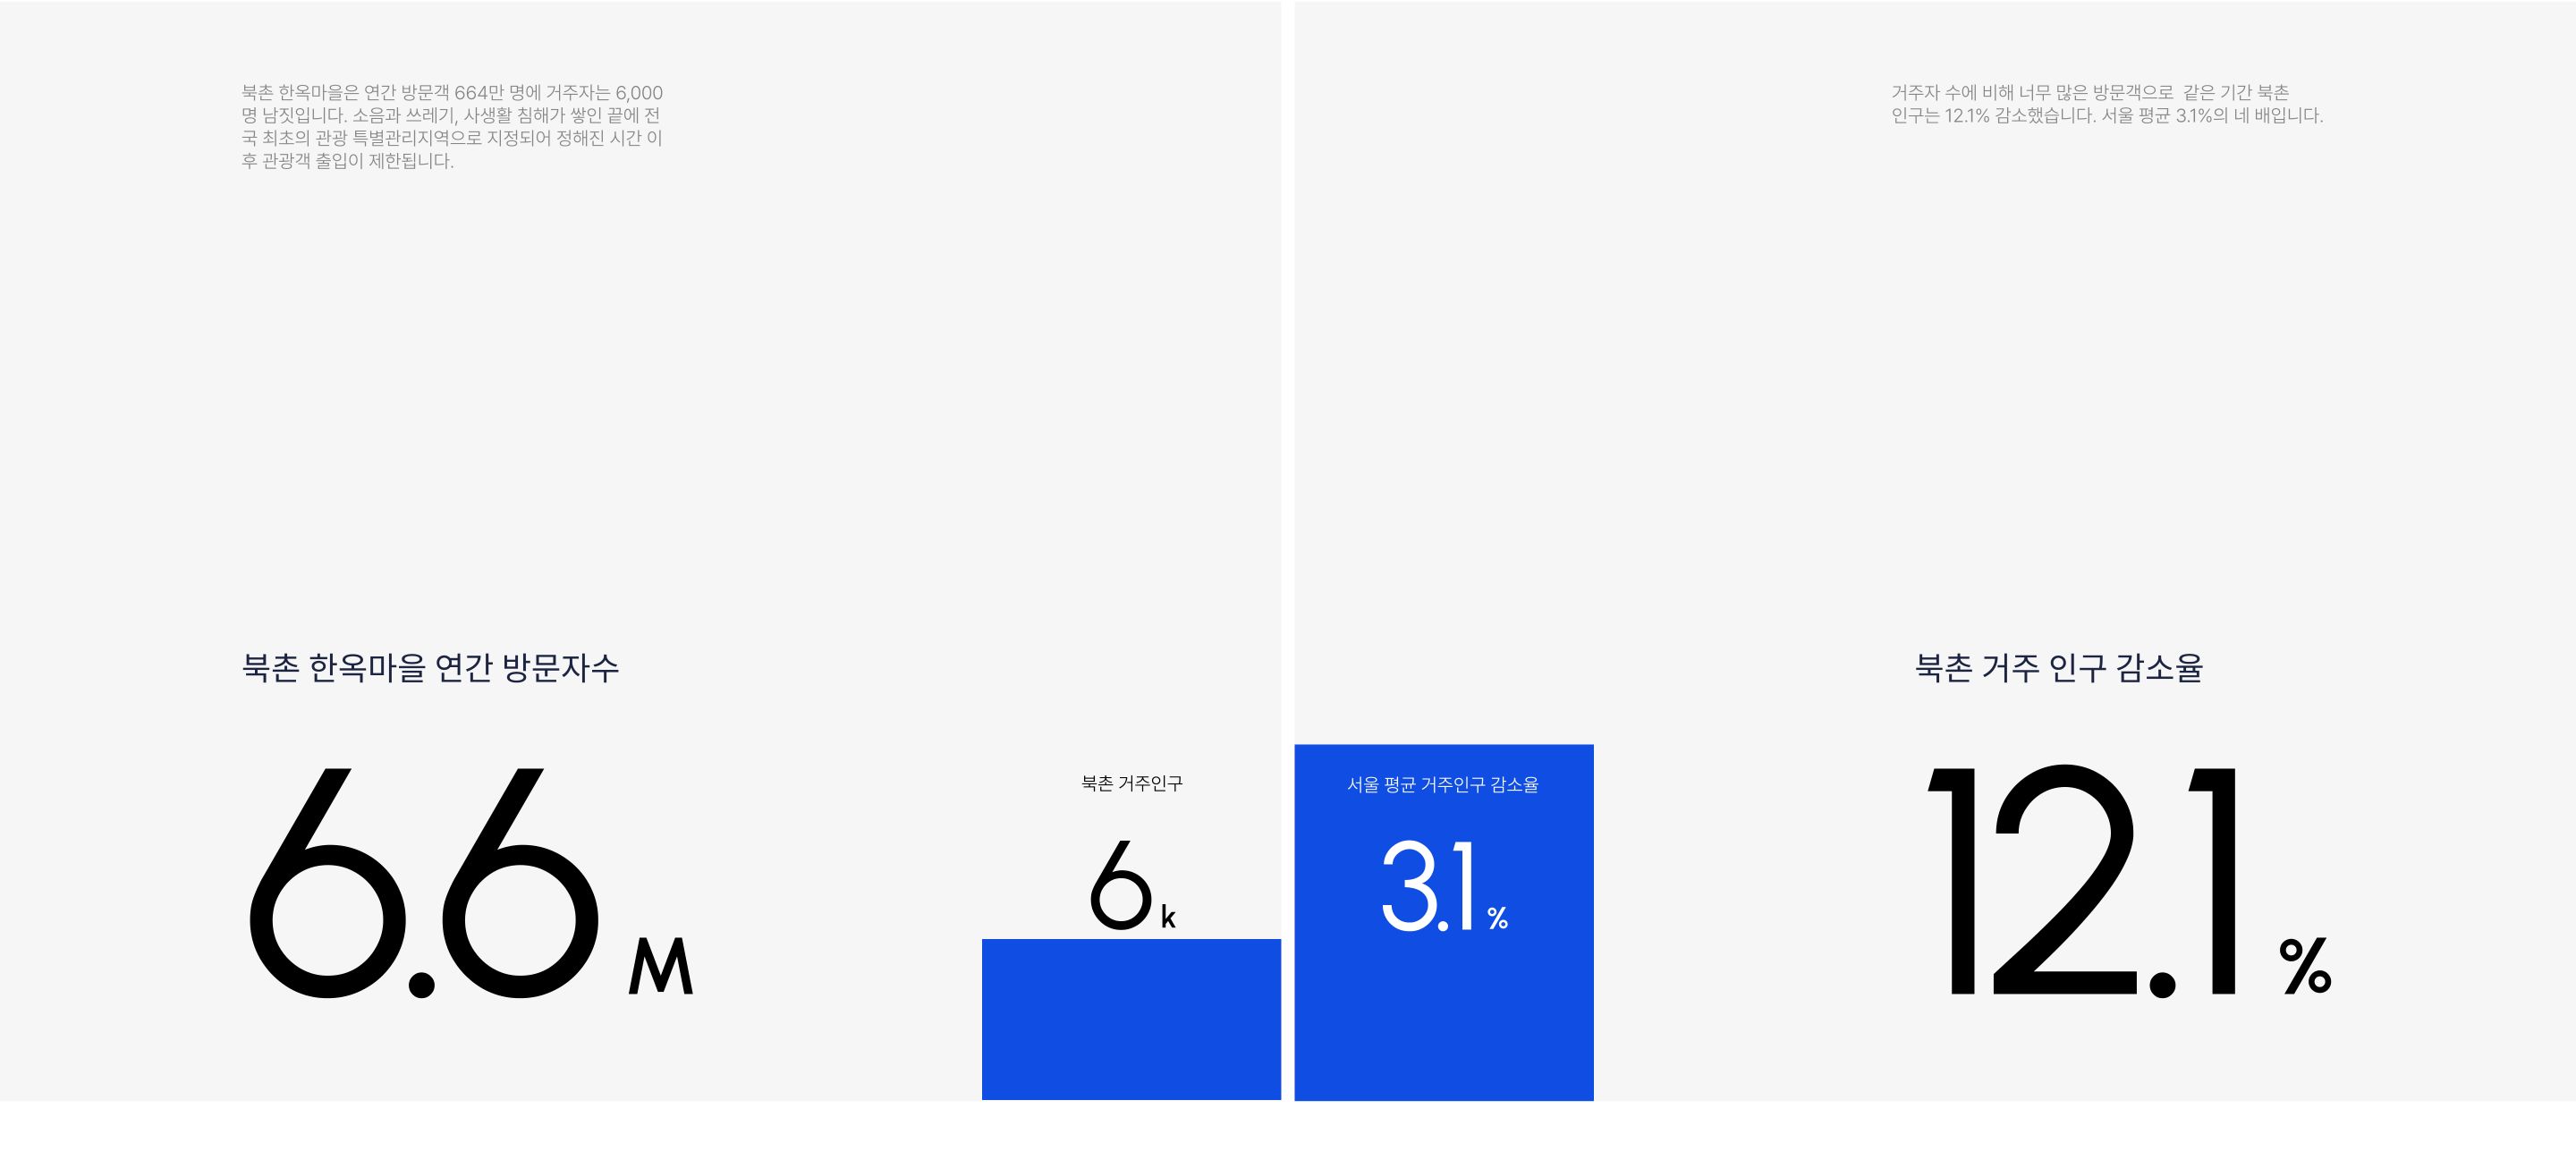 북촌 한옥마을은 연간 방문객 664만 명에 거주자는 6,000
명 남짓입니다. 소음과 쓰레기, 사생활 침해가 쌓인 끝에 전
국 최초의 관광 특별관리지역으로 지정되어 정해진 시간 이
후 관광객 출입이 제한됩니다.
북촌 한옥마을 연간 방문자수
6.6 M
북촌 거주인구
6 k
거주자 수에 비해 너무 많은 방문객으로  같은 기간 북촌
인구는 12.1% 감소했습니다. 서울 평균 3.1%의 네 배입니다.
서울 평균 거주인구 감소율
3.1 %
북촌 거주 인구 감소율
12.1 %